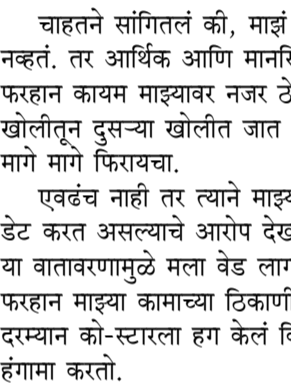 चाहतने सांगितलं की, माझं
नव्हतं. तर आर्थिक आणि
फरहान कायम माझ्यावर नजर
खोलीतून दुसऱ्या खोलीत जात
मागे मागे फिरायचा.
एवढंच नाही तर त्याने
डेट करत असल्याचे आरोप
या वातावरणामुळे मला वेड
फरहान माझ्या कामाच्या
दरम्यान को-स्टारला हग केलं
हंगामा करतो.